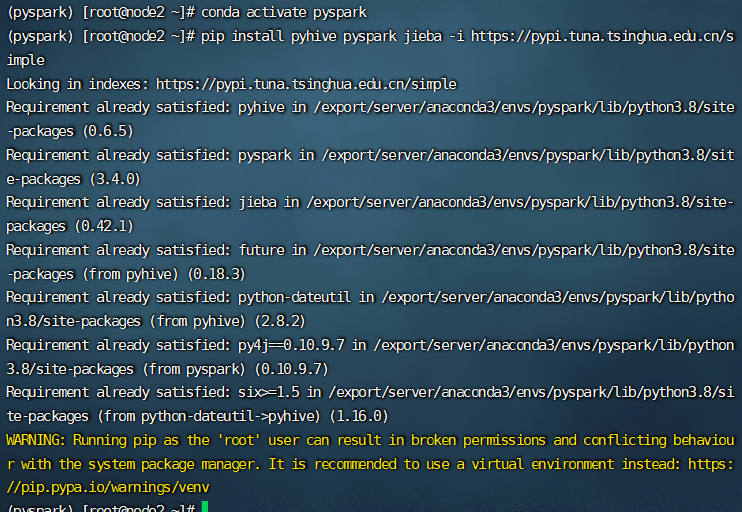 (pyspark) [root@node2 ~]# conda activate pyspark
(pyspark) [root@node2 ~]# pip install pyhive pyspark jieba -i https://pypi.tuna.tsinghua.edu.cn/s
imple
Looking in indexes: https://pypi.tuna.tsinghua.edu.cn/simple
Requirement already satisfied: pyhive in /export/server/anaconda3/envs/pyspark/lib/python3.8/site
-packages (0.6.5)
Requirement already satisfied: pyspark in /export/server/anaconda3/envs/pyspark/lib/python3.8/sit
e-packages (3.4.0)
Requirement already satisfied: jieba in /export/server/anaconda3/envs/pyspark/lib/python3.8/site-
packages (0.42.1)
Requirement already satisfied: future in /export/server/anaconda3/envs/pyspark/lib/python3.8/site
-packages (from pyhive) (0.18.3)
Requirement already satisfied: python-dateutil in /export/server/anaconda3/envs/pyspark/lib/pytho
n3.8/site-packages (from pyhive) (2.8.2)
Requirement already satisfied: py4j==0.10.9.7 in /export/server/anaconda3/envs/pyspark/lib/python
3.8/site-packages (from pyspark) (0.10.9.7)
Requirement already satisfied: six>=1.5 in /export/server/anaconda3/envs/pyspark/lib/python3.8/si
te-packages (from python-dateutil->pyhive) (1.16.0)
WARNING: Running pip as the 'root' user can result in broken permissions and conflicting behaviou
r with the system package manager. It is recommended to use a virtual environment instead: https:
//pip.pypa.io/warnings/venv
(pyspark) [root@node2 ~]#